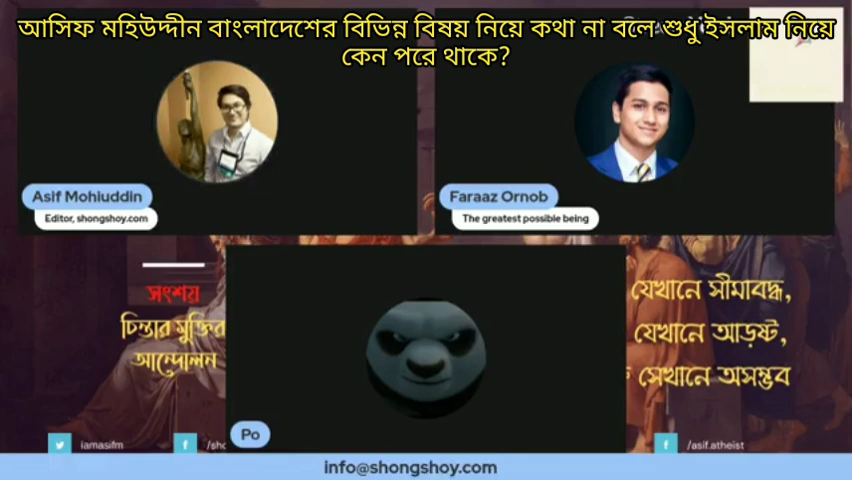 আসিফ মহিউদ্দীন বাংলাদেশের বিভিন্ন বিষয় নিয়ে কথা না বলে শুধু ইসলাম নিয়ে
কেন পরে থাকে?
Asif Mohiuddin
Editor, shongshoy.com
Faraaz Ornob
The greatest possible being
সংশয়
চিন্তার মুক্তির
আন্দোলন
যেখানে সীমাবদ্ধ,
যেখানে আড়ষ্ট,
সেখানে অসম্ভব
Po
iamasifm
/sho
/asif.atheist
info@shongshoy.com